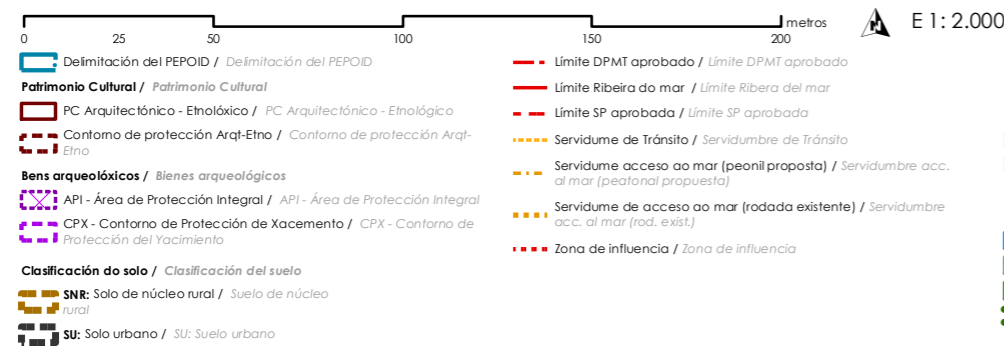 metros
0 25 50 100 150 200
E 1: 2.000
Delimitación del PEPOID / Delimitación del PEPOID
Patrimonio Cultural / Patrimonio Cultural
PC Arquitectónico - Etnolóxico / PC Arquitectónico - Etnológico
Contorno de protección Arqt-Etno / Contorno de protección Arqt-
Etno
Bens arqueolóxicos / Bienes arqueológicos
API - Área de Protección Integral / API - Área de Protección Integral
CPX - Contorno de Protección de Xacemento / CPX - Contorno de
Protección del Yacimiento
Clasificación do solo / Clasificación del suelo
SNR: Solo de núcleo rural / Suelo de núcleo
rural
SU: Solo urbano / SU: Suelo urbano
Límite DPMT aprobado / Límite DPMT aprobado
Límite Ribeira do mar / Límite Ribera del mar
Límite SP aprobada / Límite SP aprobada
Servidume de Tránsito / Servidumbre de Tránsito
Servidume acceso ao mar (peonil proposta) / Servidumbre acc.
al mar (peatonal propuesta)
Servidume de acceso ao mar (rodada existente) / Servidumbre
acc. al mar (rod. exist.)
Zona de influencia / Zona de influencia